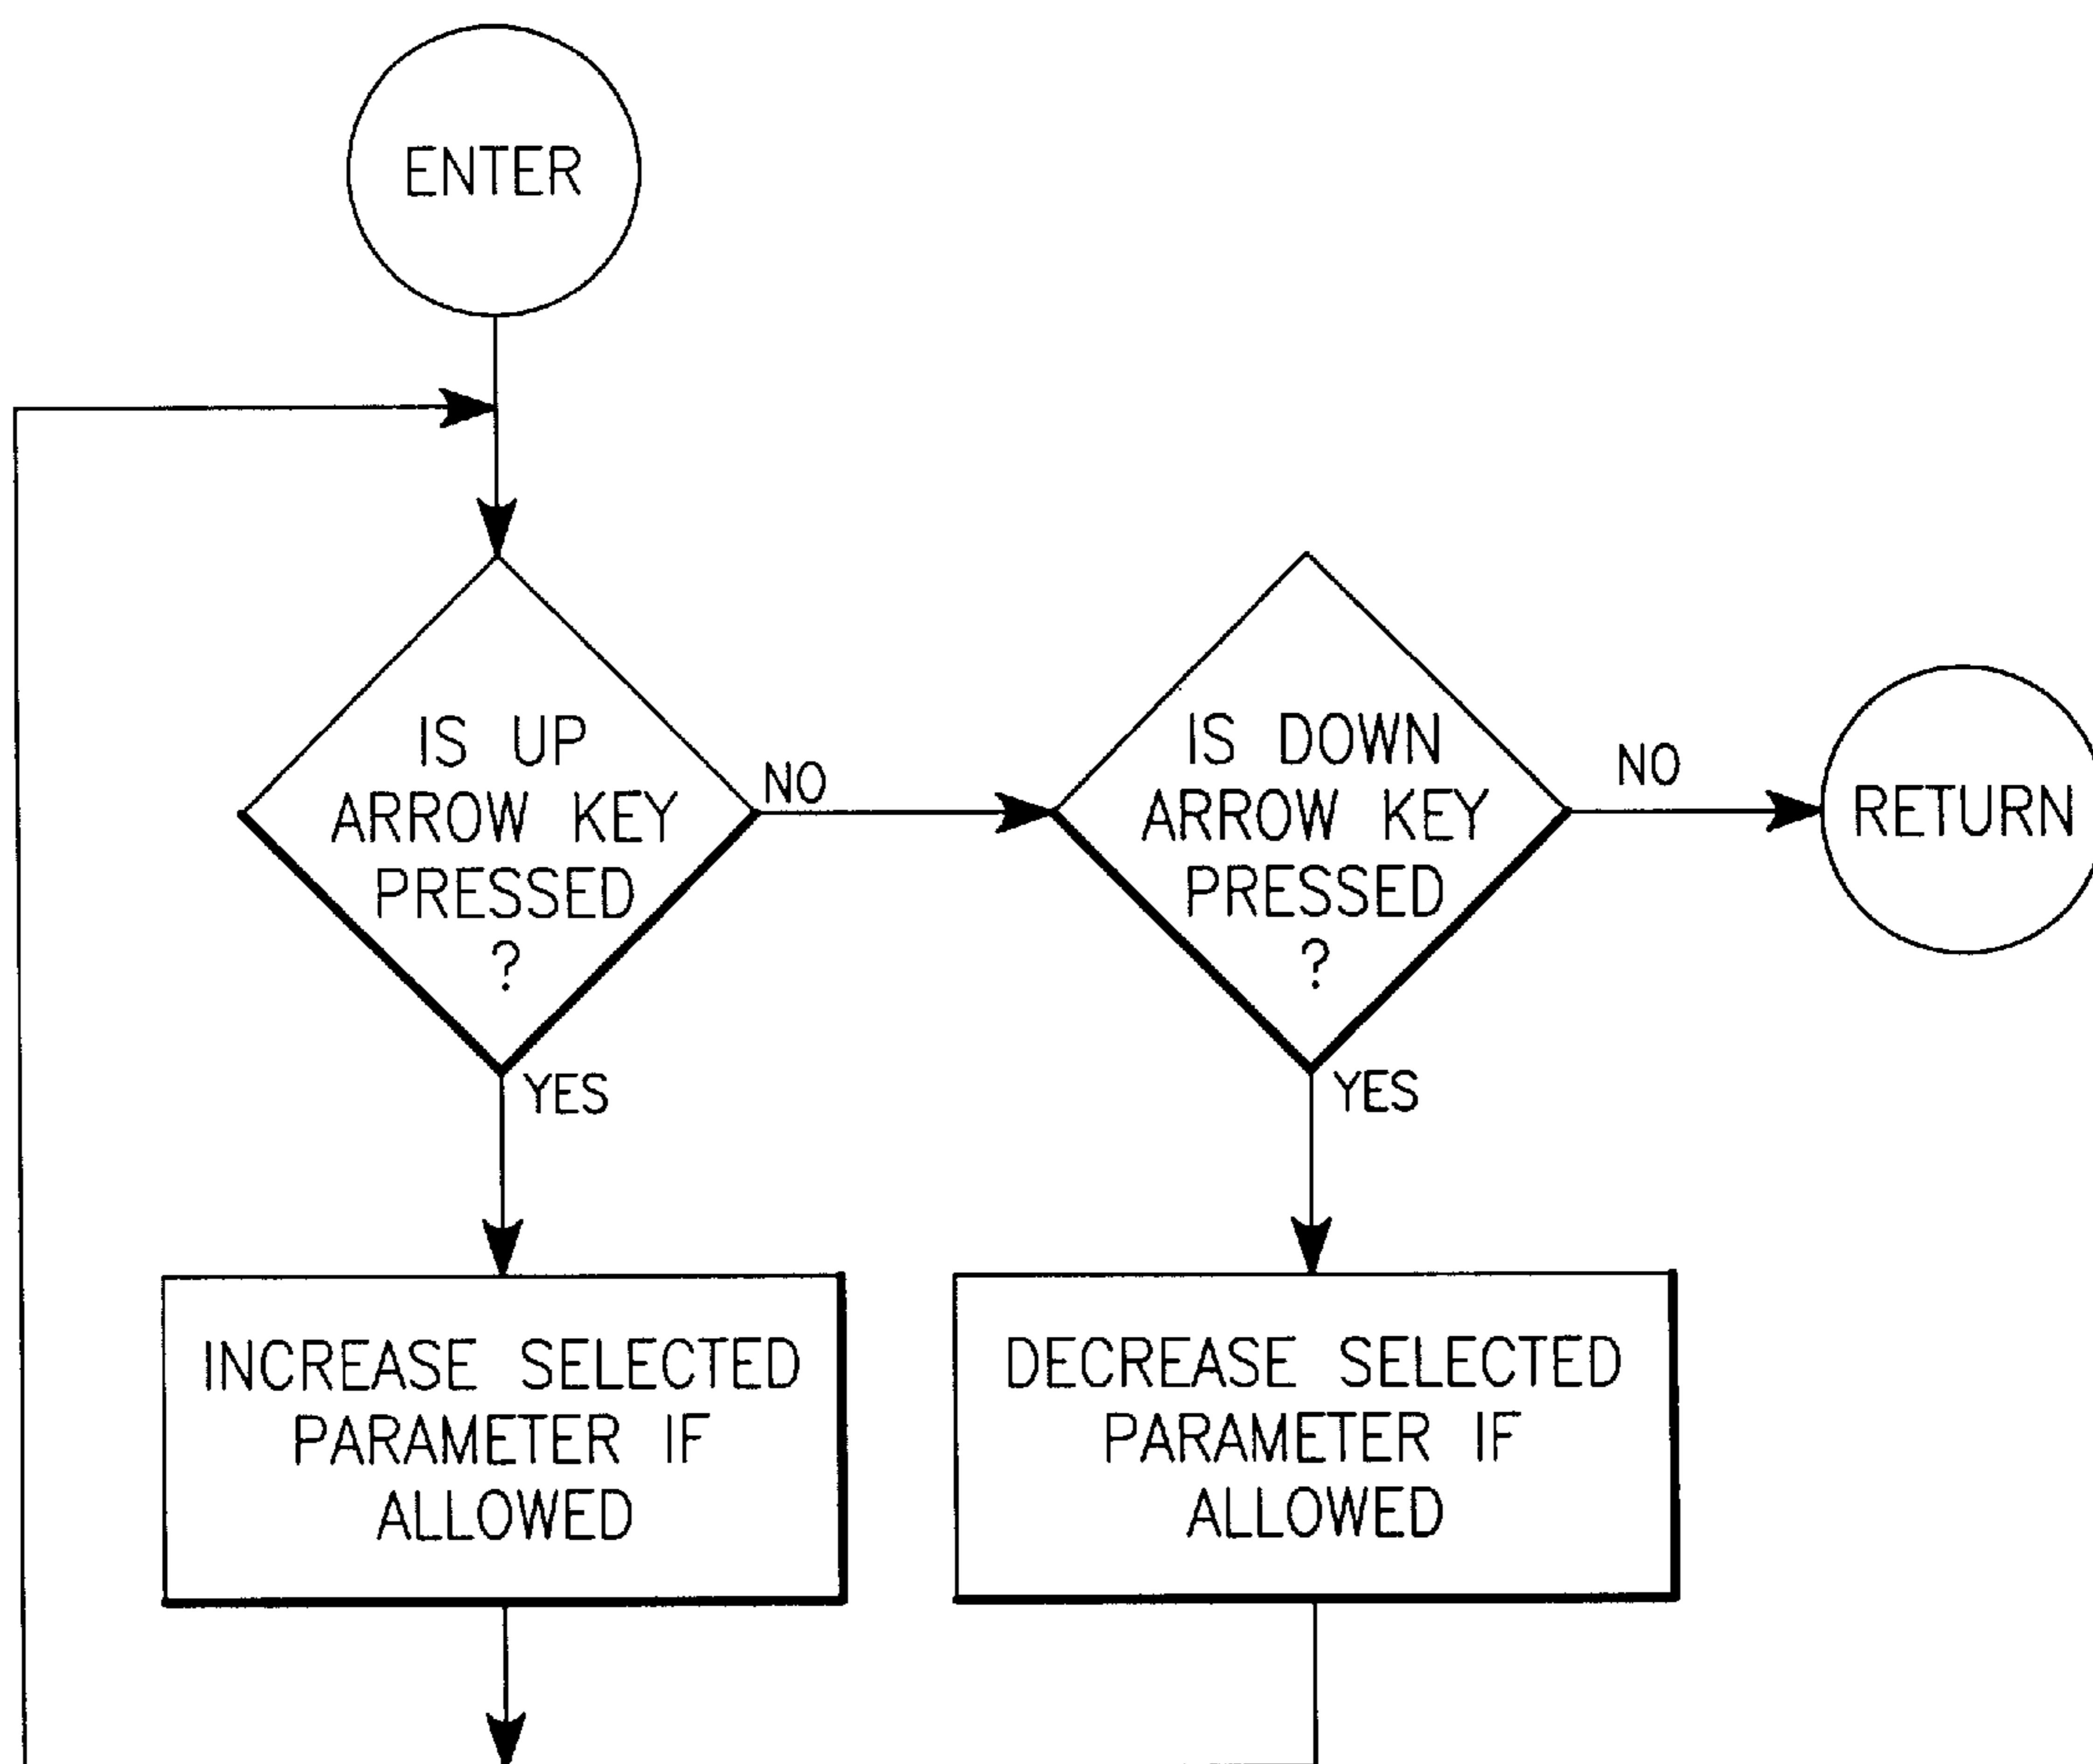 ENTER
IS UP
ARROW KEY
PRESSED
?
NO
IS DOWN
ARROW KEY
PRESSED
?
NO
RETURN
YES
YES
INCREASE SELECTED
PARAMETER IF
ALLOWED
DECREASE SELECTED
PARAMETER IF
ALLOWED